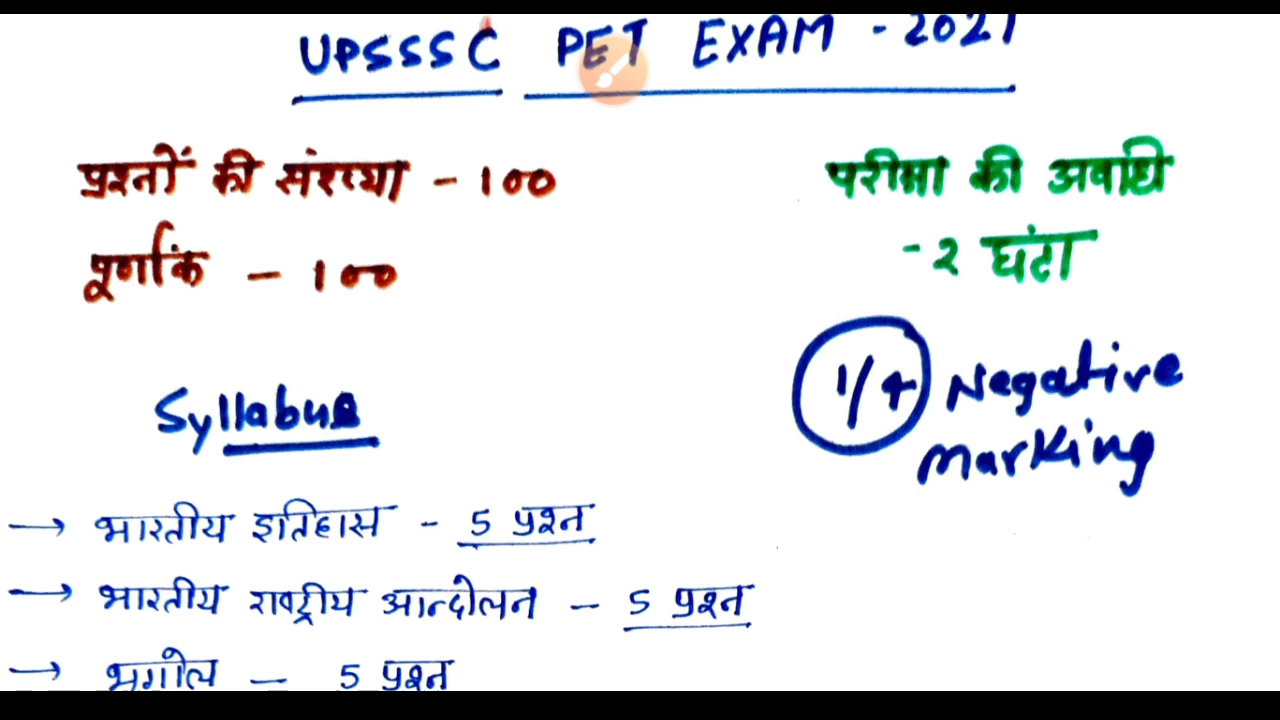 UPSSSC PET EXAM - 2021
प्रश्नों की संख्या - 100
पूर्णांक - 100
परीक्षा की अवधि
- 2 घंटा
1/4 Negative
marking
Syllabus
→ भारतीय इतिहास - 5 प्रश्न
→ भारतीय राष्ट्रीय आन्दोलन - 5 प्रश्न
→ भूगोल - 5 प्रश्न